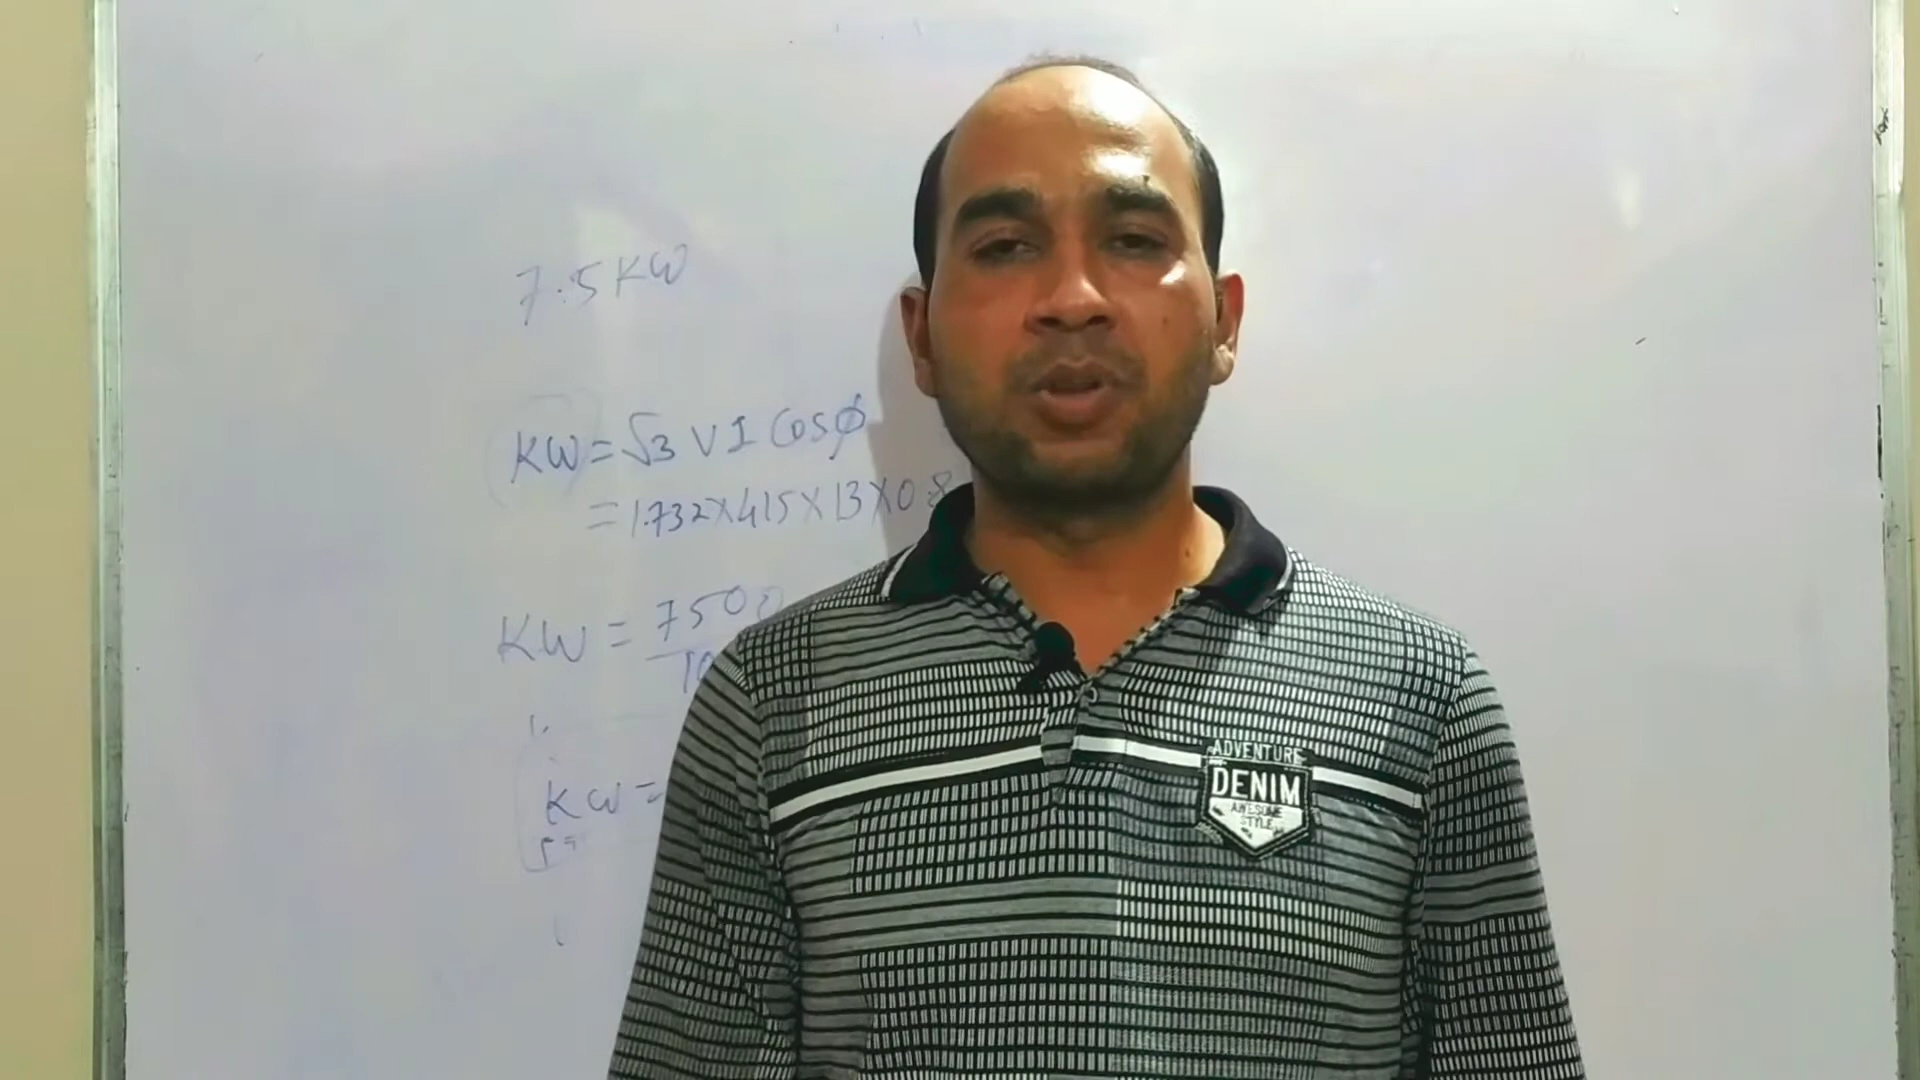 7.5 KW
KW = √3 V I Cosϕ
= 1.732 X 415 X 13 X 0.8
KW = 7500
10
KW =
ADVENTURE
DENIM
AWESOME
STYLE